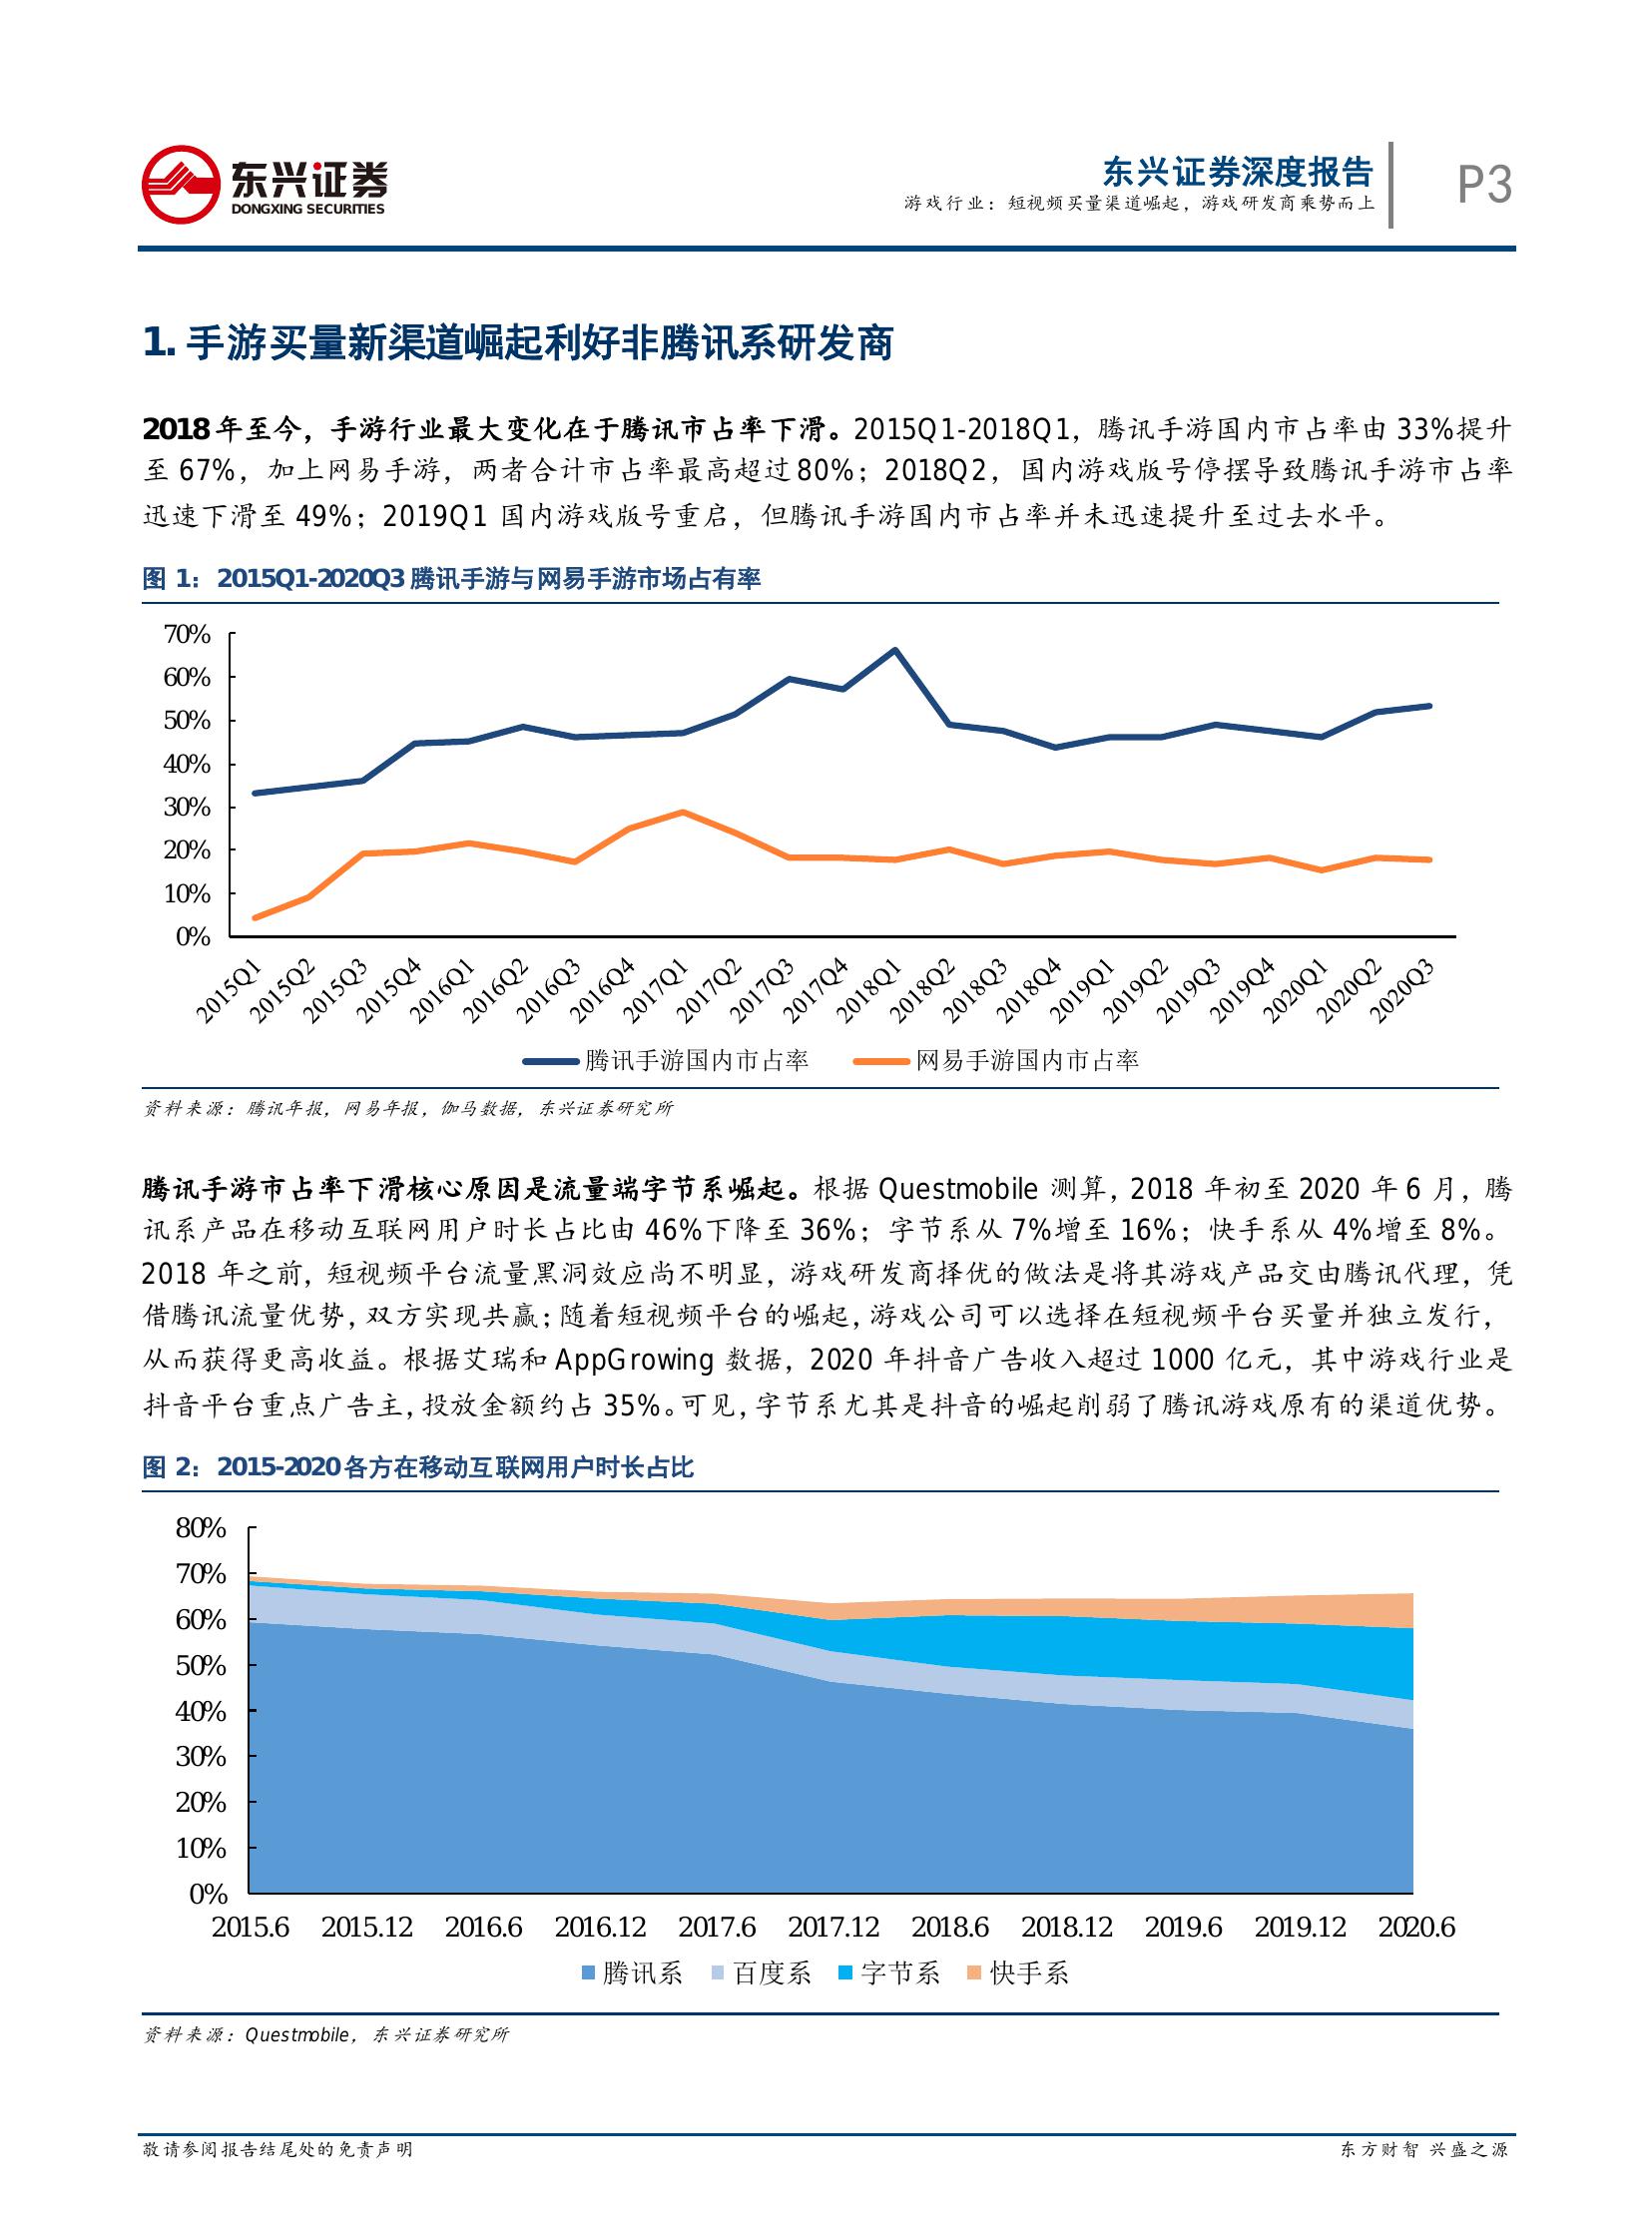 东兴证券
DONGXING SECURITIES
东兴证券深度报告
游戏行业：短视频买量渠道崛起，游戏研发商乘势而上
P3
1. 手游买量新渠道崛起利好非腾讯系研发商
2018 年至今，手游行业最大变化在于腾讯市占率下滑。2015Q1-2018Q1，腾讯手游国内市占率由 33%提升
至 67%，加上网易手游，两者合计市占率最高超过 80%；2018Q2，国内游戏版号停摆导致腾讯手游市占率
迅速下滑至 49%；2019Q1 国内游戏版号重启，但腾讯手游国内市占率并未迅速提升至过去水平。
图 1：2015Q1-2020Q3 腾讯手游与网易手游市场占有率
70%
60%
50%
40%
30%
20%
10%
0%
2015Q1 2015Q2 2015Q3 2015Q4 2016Q1 2016Q2 2016Q3 2016Q4 2017Q1 2017Q2 2017Q3 2017Q4 2018Q1 2018Q2 2018Q3 2018Q4 2019Q1 2019Q2 2019Q3 2019Q4 2020Q1 2020Q2 2020Q3
腾讯手游国内市占率 网易手游国内市占率
资料来源：腾讯年报，网易年报，伽马数据，东兴证券研究所
腾讯手游市占率下滑核心原因是流量端字节系崛起。根据 Questmobile 测算，2018 年初至 2020 年 6 月，腾
讯系产品在移动互联网用户时长占比由 46%下降至 36%；字节系从 7%增至 16%；快手系从 4%增至 8%。
2018 年之前，短视频平台流量黑洞效应尚不明显，游戏研发商择优的做法是将其游戏产品交由腾讯代理，凭
借腾讯流量优势，双方实现共赢；随着短视频平台的崛起，游戏公司可以选择在短视频平台买量并独立发行，
从而获得更高收益。根据艾瑞和 AppGrowing 数据，2020 年抖音广告收入超过 1000 亿元，其中游戏行业是
抖音平台重点广告主，投放金额约占 35%。可见，字节系尤其是抖音的崛起削弱了腾讯游戏原有的渠道优势。
图 2：2015-2020 各方在移动互联网用户时长占比
80%
70%
60%
50%
40%
30%
20%
10%
0%
2015.6 2015.12 2016.6 2016.12 2017.6 2017.12 2018.6 2018.12 2019.6 2019.12 2020.6
腾讯系 百度系 字节系 快手系
资料来源：Questmobile，东兴证券研究所
敬请参阅报告结尾处的免责声明
东方财智 兴盛之源